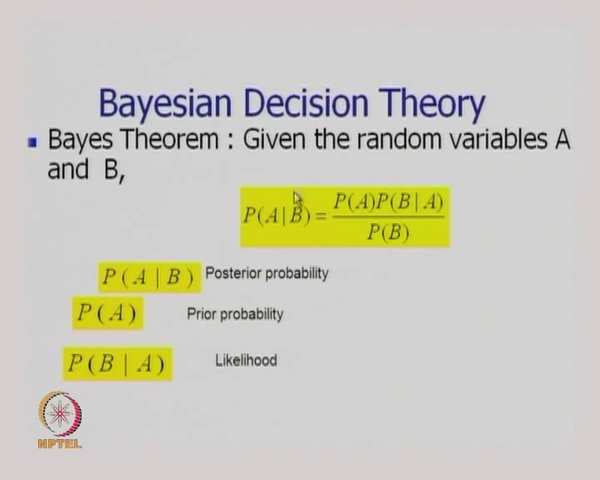 Bayesian Decision Theory
Bayes Theorem : Given the random variables A
and B,
P(A|B) = P(A)P(B|A) / P(B)
P(A|B) Posterior probability
P(A) Prior probability
P(B|A) Likelihood
NPTEL